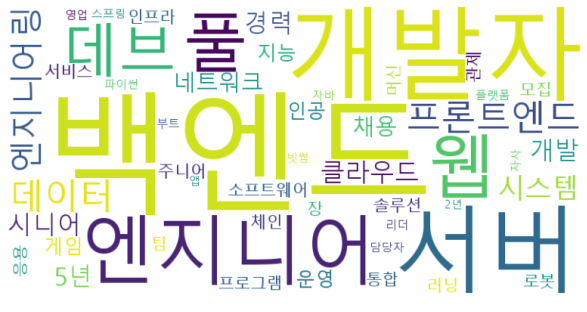 영업 스프링 인프라
데브 풀 경력 개발자
엔지니어링 서비스 지능 관제
파이썬 네트워크 자바 머신 플랫폼 모집
백엔드 인공 프론트엔드
부트 채용 웹 개발
주니어 빗썸 클라우드 자사
데이터 앱 소프트웨어 시스템
시니어 엔지니어 장 솔루션 2년 서버
게임 팀 체인 리더
응용 5년 운영 통합 담당자
프로그램 러닝 로봇